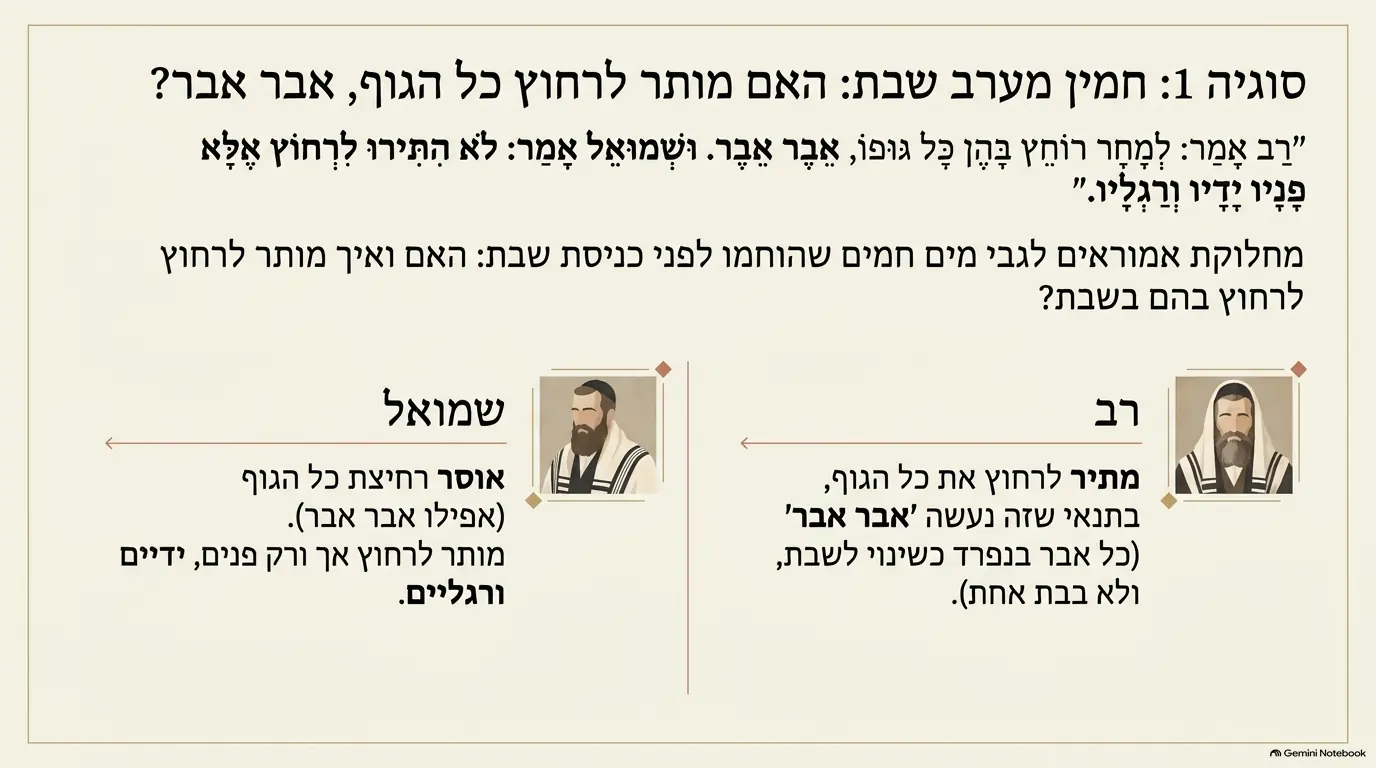 סוגיה 1: חמין מערב שבת: האם מותר לרחוץ כל הגוף, אבר אבר?
"רַב אָמַר: לְמָחָר רוֹחֵץ בָּהֶן כׇּל גּוּפוֹ, אֵבֶר אֵבֶר. וּשְׁמוּאֵל אָמַר: לֹא הִתִּירוּ לִרְחוֹץ אֶלָּא
פָּנָיו יָדָיו וְרַגְלָיו."
מחלוקת אמוראים לגבי מים חמים שהוחמו לפני כניסת שבת: האם ואיך מותר לרחוץ
לרחוץ בהם בשבת?
רב
מתיר לרחוץ את כל הגוף,
בתנאי שזה נעשה 'אבר אבר'
(כל אבר בנפרד כשינוי לשבת,
ולא בבת אחת).
שמואל
אוסר רחיצת כל הגוף
(אפילו אבר אבר).
מותר לרחוץ אך ורק פנים, ידיים
ורגליים.
Gemini Notebook